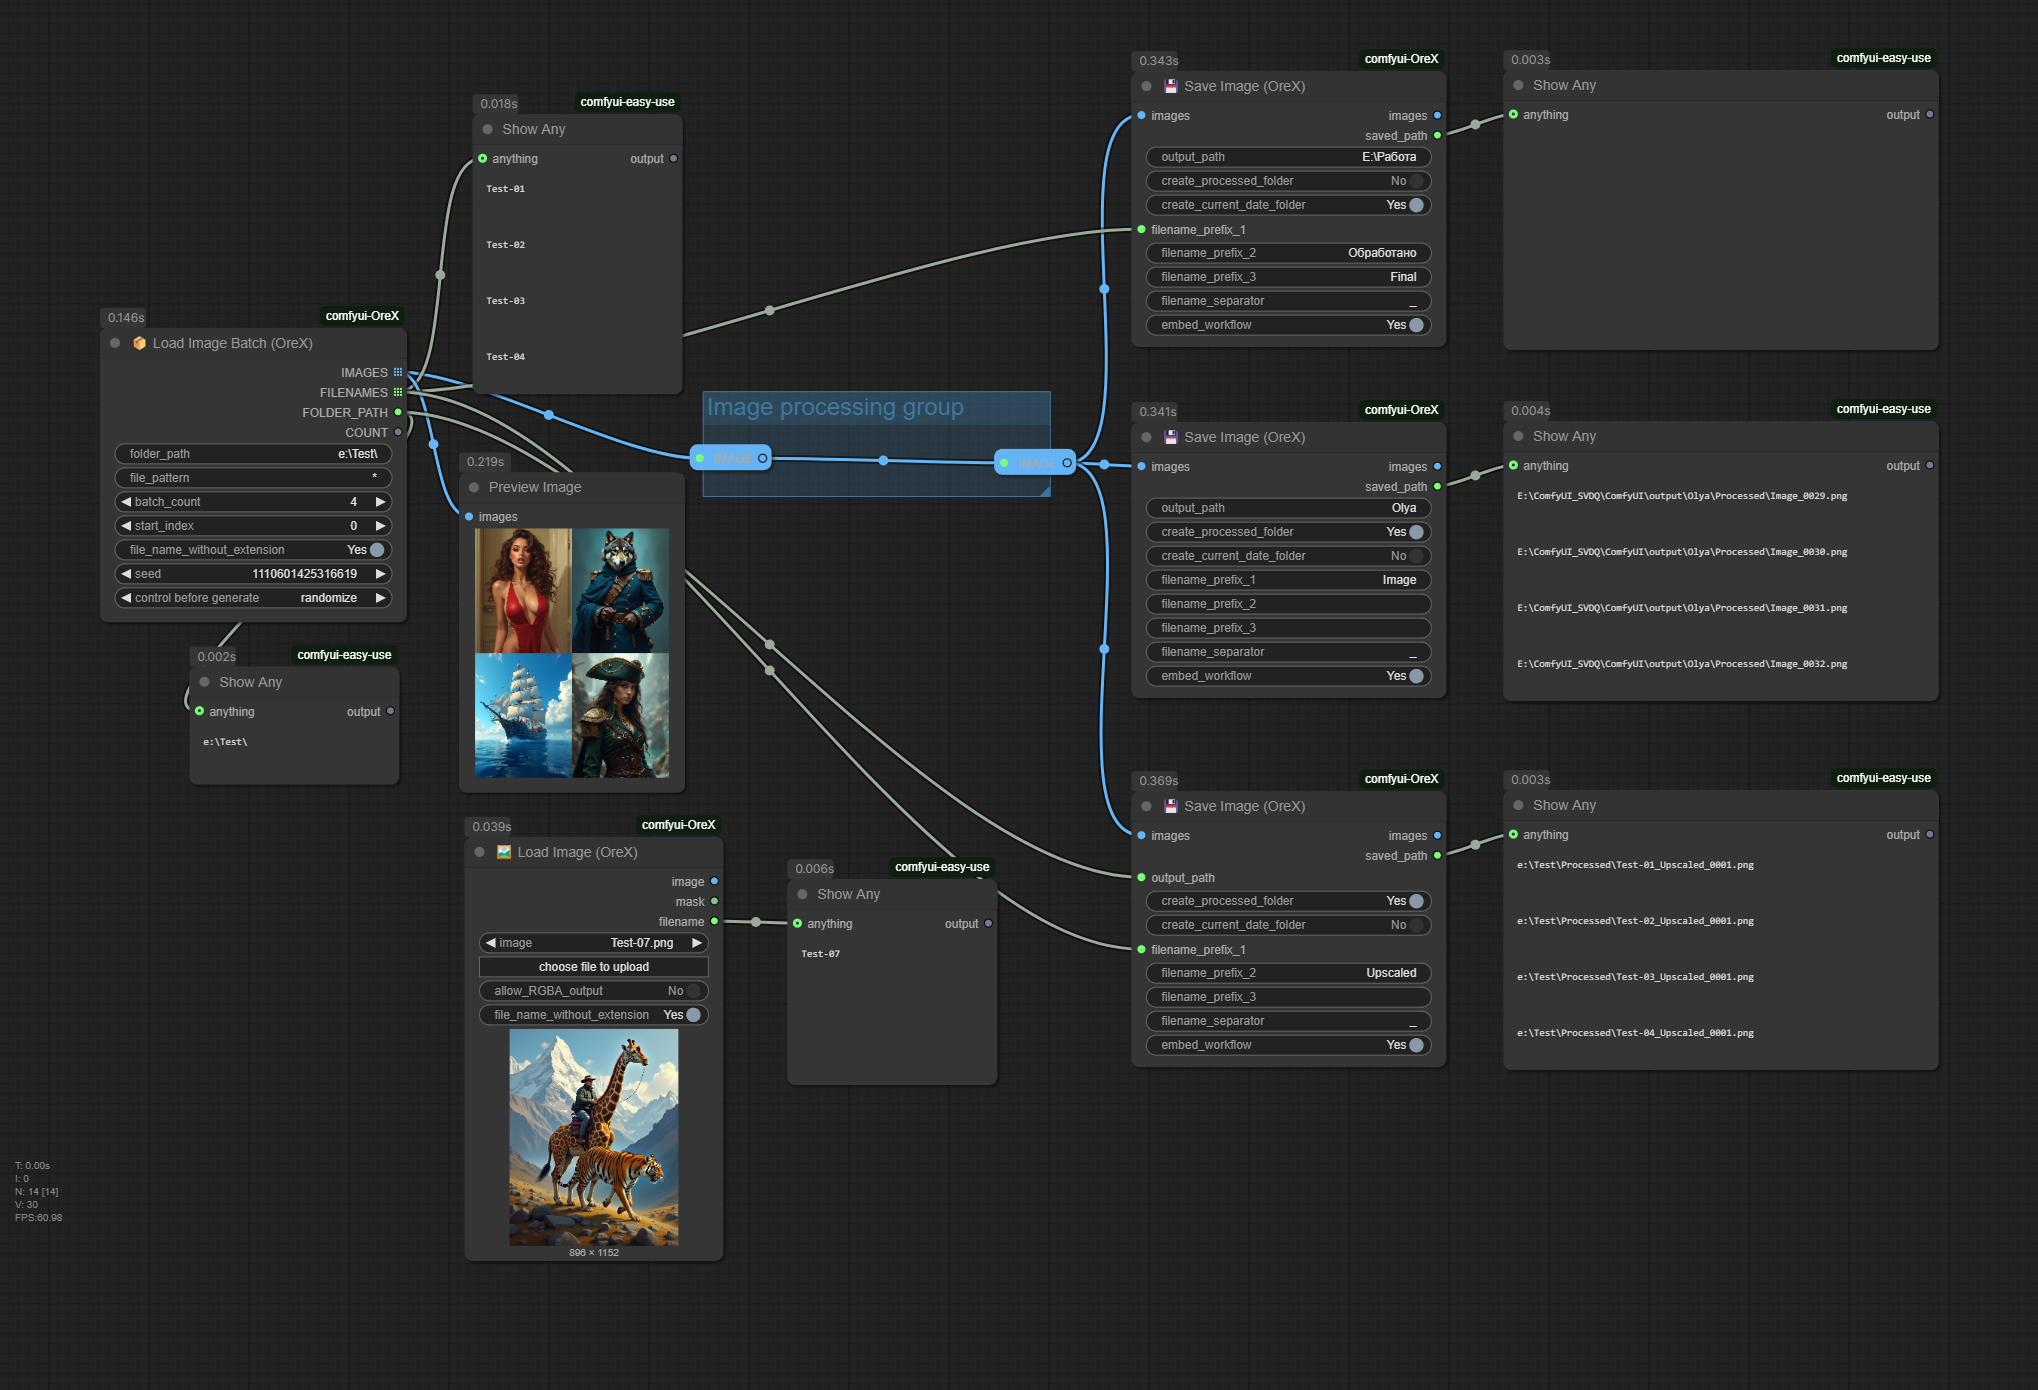 0.146s
comfyui-OreX
Load Image Batch (OreX)
IMAGES
FILENAMES
FOLDER_PATH
COUNT
folder_path e:\Test\
file_pattern *
batch_count 4
start_index 0
file_name_without_extension Yes
seed 1110601425316619
control before generate randomize
0.002s
comfyui-easy-use
Show Any
anything output
e:\Test\
0.018s
comfyui-easy-use
Show Any
anything output
Test-01
Test-02
Test-03
Test-04
0.219s
Preview Image
images
0.039s
comfyui-OreX
Load Image (OreX)
image
mask
filename
image Test-07.png
choose file to upload
allow_RGBA_output No
file_name_without_extension Yes
896 × 1152
0.006s
comfyui-easy-use
Show Any
anything output
Test-07
Image processing group
IMAGE
IMAGE
0.343s
comfyui-OreX
Save Image (OreX)
images images
saved_path
output_path E:\Работа
create_processed_folder No
create_current_date_folder Yes
filename_prefix_1
filename_prefix_2 Обработано
filename_prefix_3 Final
filename_separator _
embed_workflow Yes
0.003s
comfyui-easy-use
Show Any
anything output
0.341s
comfyui-OreX
Save Image (OreX)
images images
saved_path
output_path Olya
create_processed_folder Yes
create_current_date_folder No
filename_prefix_1 Image
filename_prefix_2
filename_prefix_3
filename_separator _
embed_workflow Yes
0.004s
comfyui-easy-use
Show Any
anything output
E:\ComfyUI_SVDQ\ComfyUI\output\Olya\Processed\Image_0029.png
E:\ComfyUI_SVDQ\ComfyUI\output\Olya\Processed\Image_0030.png
E:\ComfyUI_SVDQ\ComfyUI\output\Olya\Processed\Image_0031.png
E:\ComfyUI_SVDQ\ComfyUI\output\Olya\Processed\Image_0032.png
0.369s
comfyui-OreX
Save Image (OreX)
images images
saved_path
output_path
create_processed_folder Yes
create_current_date_folder No
filename_prefix_1
filename_prefix_2 Upscaled
filename_prefix_3
filename_separator _
embed_workflow Yes
0.003s
comfyui-easy-use
Show Any
anything output
e:\Test\Processed\Test-01_Upscaled_0001.png
e:\Test\Processed\Test-02_Upscaled_0001.png
e:\Test\Processed\Test-03_Upscaled_0001.png
e:\Test\Processed\Test-04_Upscaled_0001.png
T: 0.00s
I: 0
N: 14 [14]
V: 30
FPS:60.98